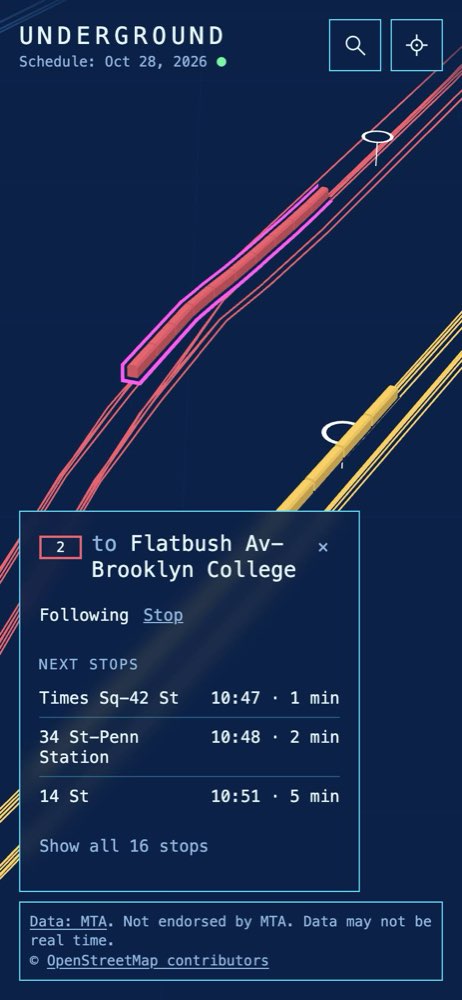 UNDERGROUND
Schedule: Oct 28, 2026
2 to Flatbush Av–
Brooklyn College
×
Following Stop
NEXT STOPS
Times Sq–42 St 10:47 · 1 min
34 St–Penn 10:48 · 2 min
Station
14 St 10:51 · 5 min
Show all 16 stops
Data: MTA. Not endorsed by MTA. Data may not be
real time.
© OpenStreetMap contributors